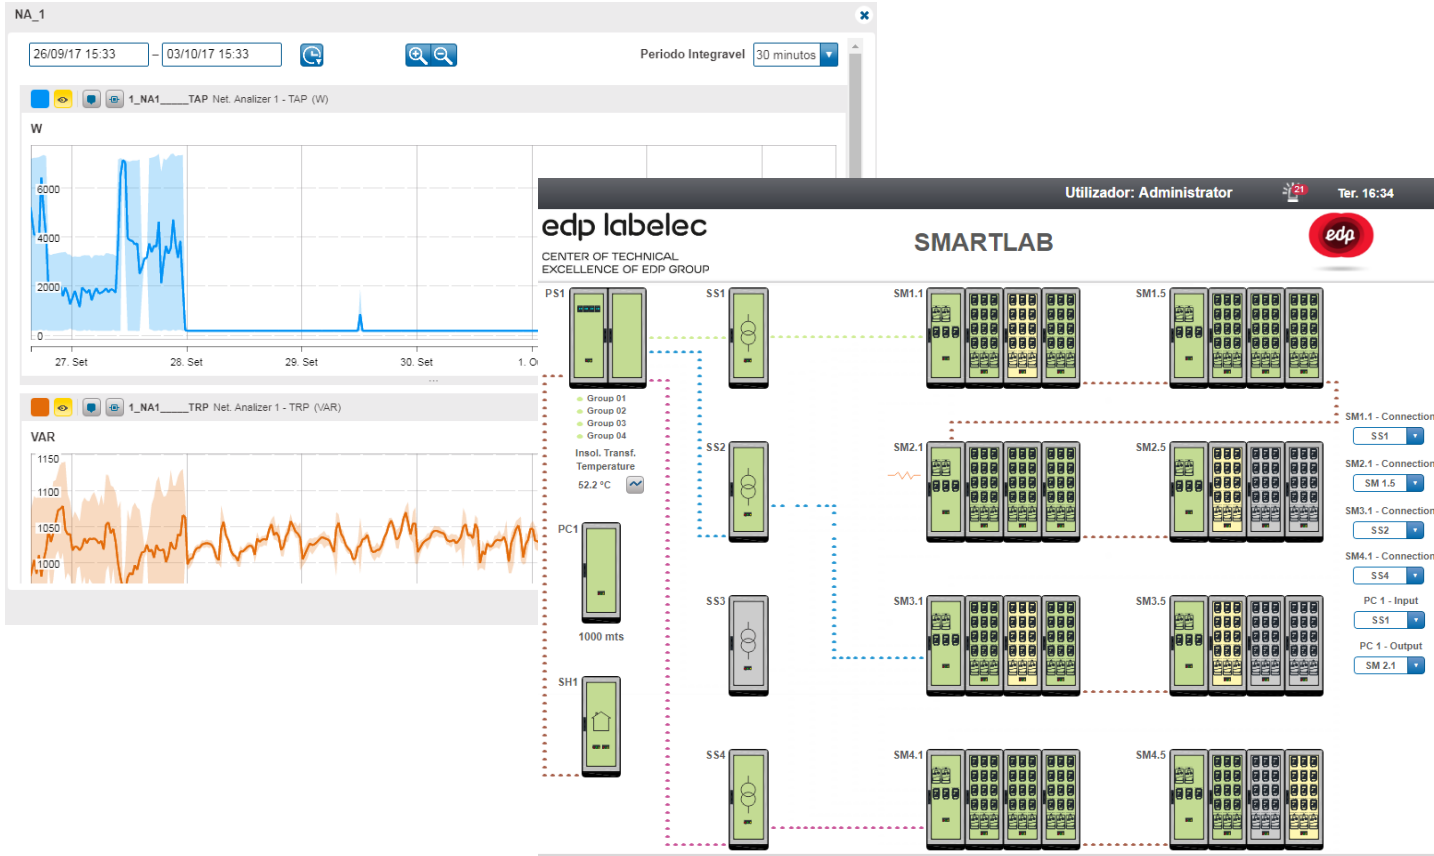 NA_1
26/09/17 15:33 – 03/10/17 15:33
Periodo Integravel 30 minutos
1_NA1_____TAP Net. Analizer 1 - TAP (W)
W
6000
4000
2000
0
27. Set 28. Set 29. Set 30. Set 1. O
1_NA1_____TRP Net. Analizer 1 - TRP (VAR)
VAR
1150
1100
1050
1000
Utilizador: Administrator 21 Ter. 16:34
edp labelec
CENTER OF TECHNICAL
EXCELLENCE OF EDP GROUP
SMARTLAB
edp
PS1 SS1 SM1.1 SM1.5
Group 01
Group 02
Group 03
Group 04
Insol. Transf.
Temperature
52.2 ºC
SS2 SM2.1 SM2.5
PC1
1000 mts
SS3 SM3.1 SM3.5
SH1
SS4 SM4.1 SM4.5
SM1.1 - Connection
SS1
SM2.1 - Connection
SM 1.5
SM3.1 - Connection
SS2
SM4.1 - Connection
SS4
PC 1 - Input
SS1
PC 1 - Output
SM 2.1